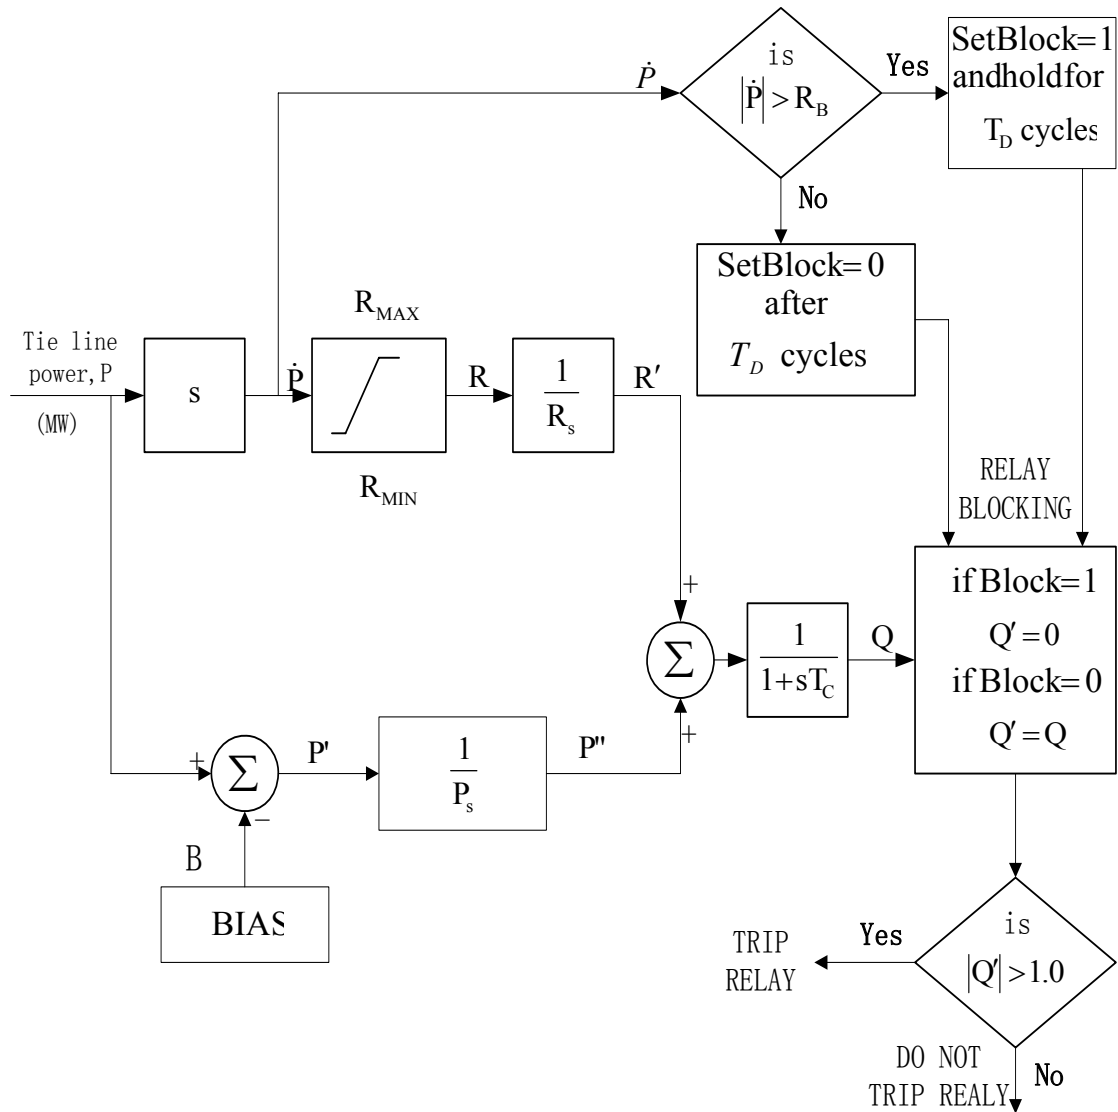 is
|Ṗ| > R_B
Ṗ
Yes
SetBlock=1
andholdfor
T_D cycles
No
SetBlock= 0
after
T_D cycles
R_MAX
Tie line
power,P
(MW)
s
Ṗ
R
1
R_s
R′
R_MIN
RELAY
BLOCKING
if Block=1
Q′=0
if Block=0
Q′=Q
+
Σ
1
1+sT_C
Q
+
+
Σ
−
P'
1
P_s
P"
B
BIAS
is
|Q′| >1.0
Yes
TRIP
RELAY
No
DO NOT
TRIP REALY